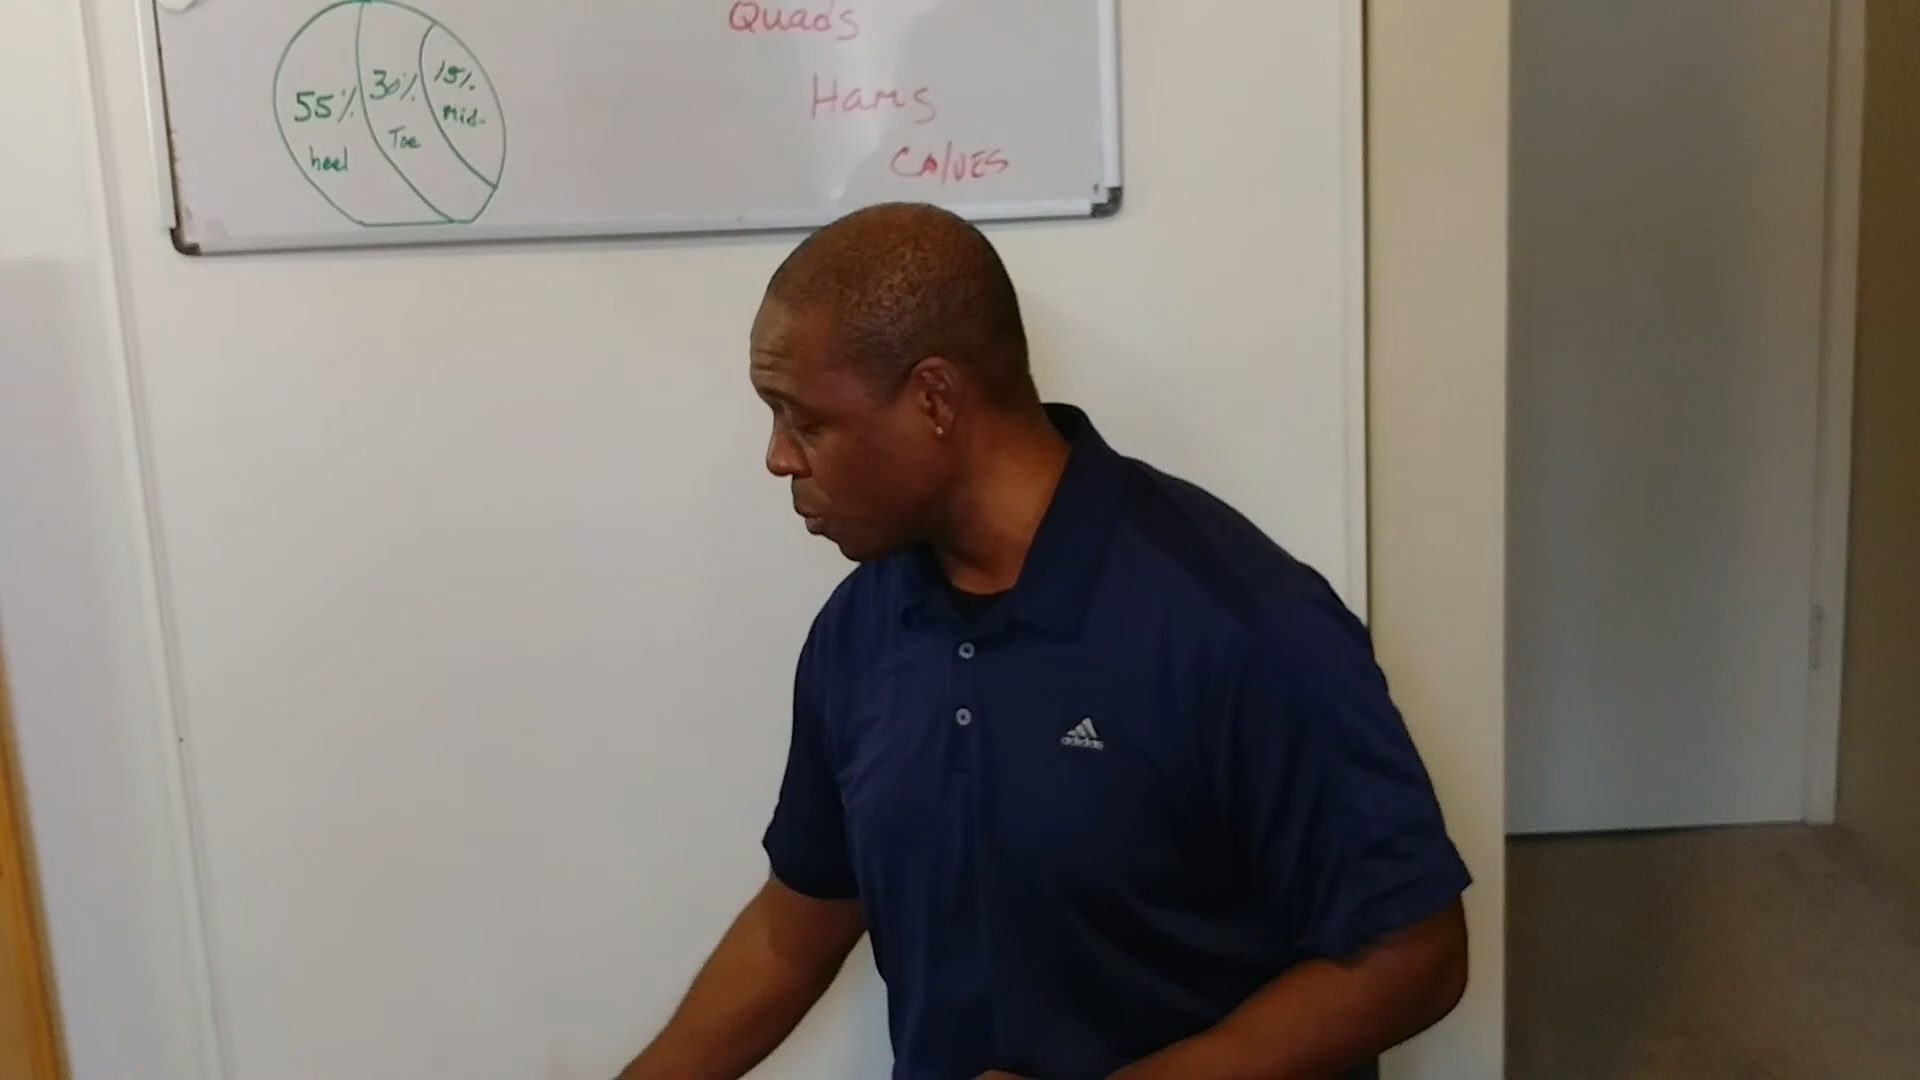 Quads
55% 30% 15%
heel Toe Mid-
Hams
CAlVES
adidas